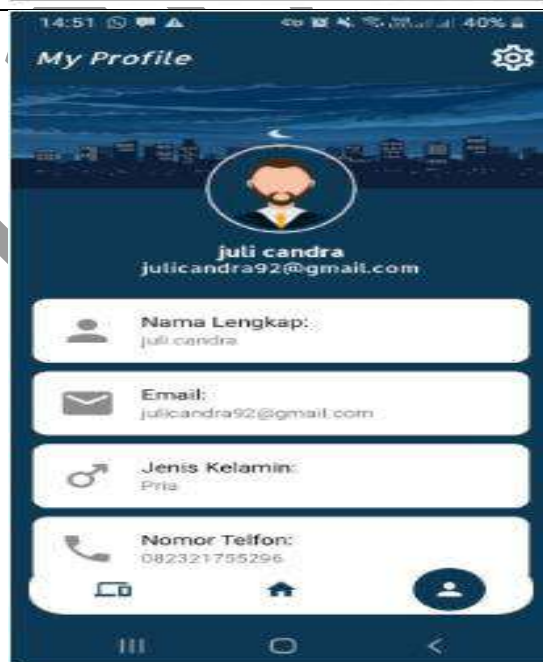 14:51
40%
My Profile
juli candra
julicandra92@gmail.com
Nama Lengkap:
juli candra
Email:
julicandra92@gmail.com
Jenis Kelamin:
Pria
Nomor Telfon:
082321755296